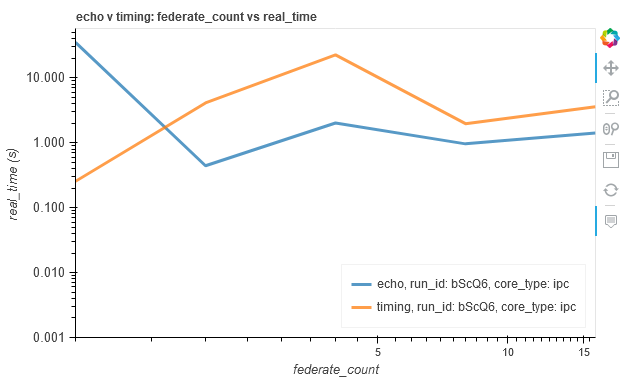 echo v timing: federate_count vs real_time
10.000
1.000
0.100
0.010
0.001
real_time (s)
echo, run_id: bScQ6, core_type: ipc
timing, run_id: bScQ6, core_type: ipc
5
10
15
federate_count